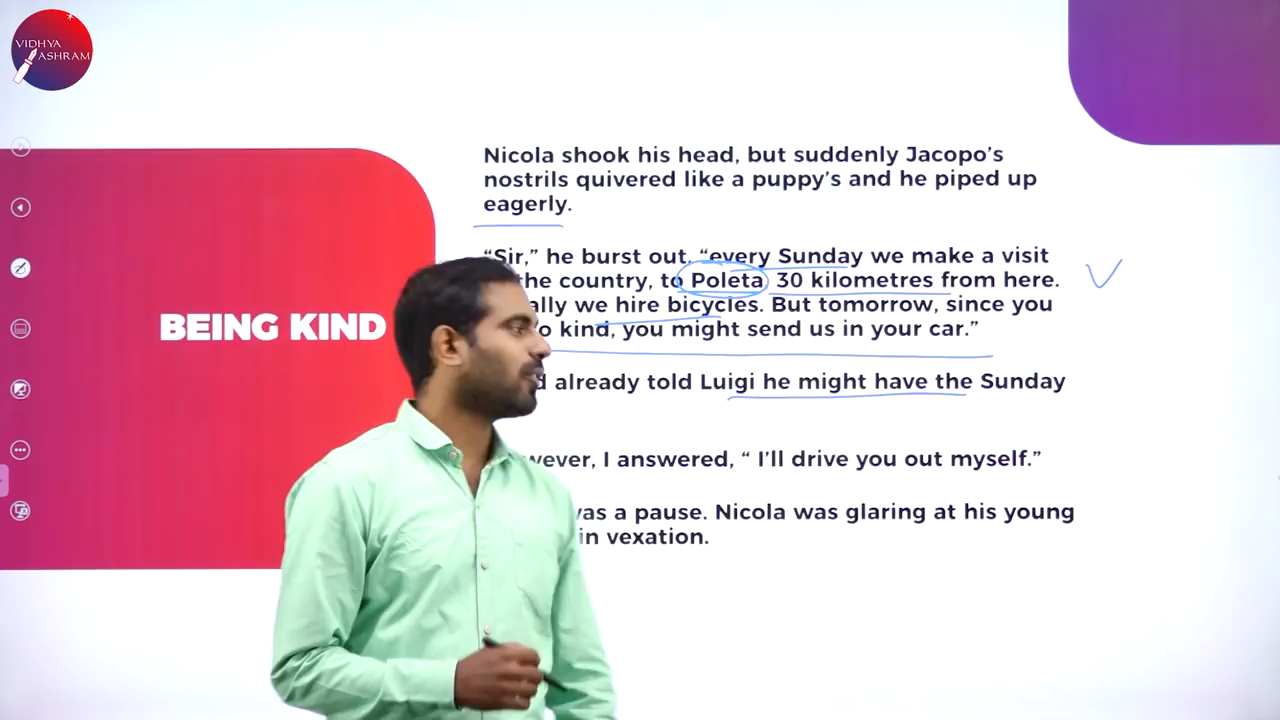 VIDHYA
ASHRAM
Nicola shook his head, but suddenly Jacopo's
nostrils quivered like a puppy's and he piped up
eagerly.
“Sir,” he burst out. “every Sunday we make a visit
the country, to Poleta 30 kilometres from here.
we hire bicycles. But tomorrow, since you
kind, you might send us in your car.”
BEING KIND
already told Luigi he might have the Sunday
I answered, “ I'll drive you out myself.”
was a pause. Nicola was glaring at his young
in vexation.